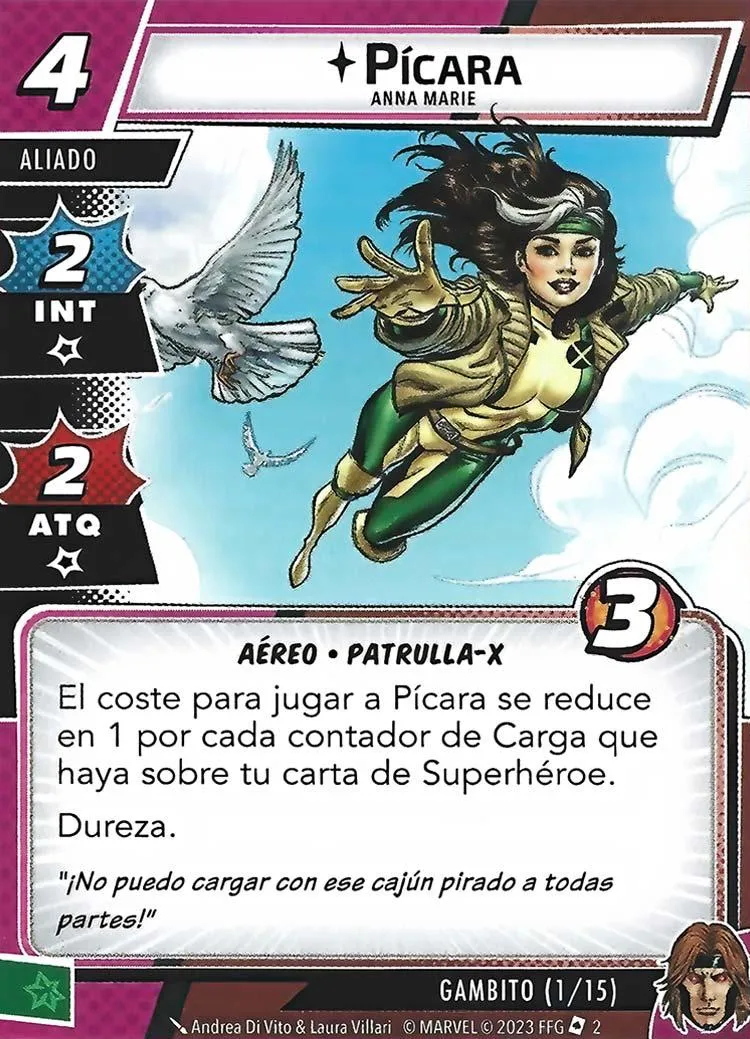 4
PÍCARA
ANNA MARIE
ALIADO
2
INT
2
ATQ
3
AÉREO • PATRULLA-X
El coste para jugar a Pícara se reduce
en 1 por cada contador de Carga que
haya sobre tu carta de Superhéroe.
Dureza.
"¡No puedo cargar con ese cajún pirado a todas
partes!"
GAMBITO (1/15)
Andrea Di Vito & Laura Villari © MARVEL © 2023 FFG 2